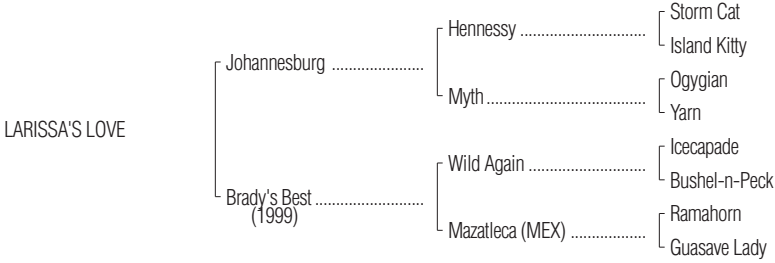 Storm Cat
Hennessy ..............................
Island Kitty
Johannesburg ......................
Ogygian
Myth ......................................
Yarn
LARISSA'S LOVE
Icecapade
Wild Again ............................
Bushel-n-Peck
Brady's Best ..........................
(1999)
Ramahorn
Mazatleca (MEX) ..................
Guasave Lady